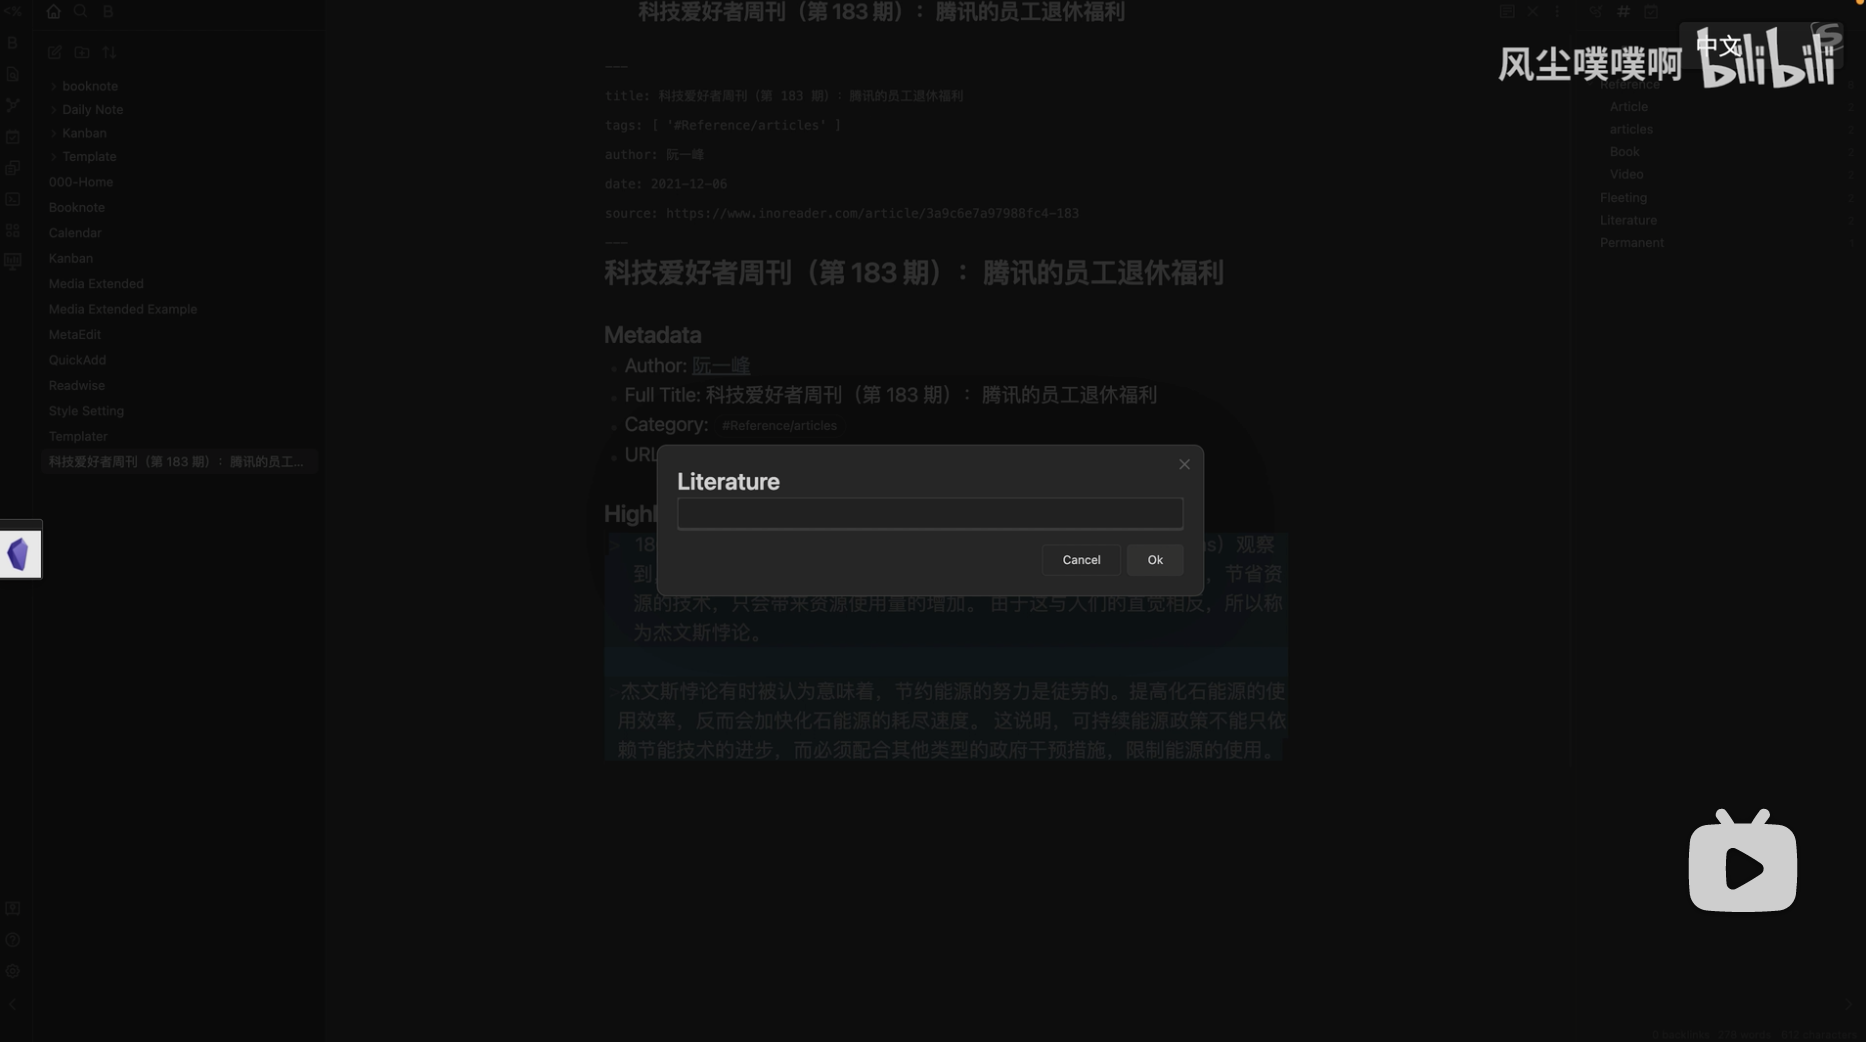 科技爱好者周刊（第 183 期）：腾讯的员工退休福利
风尘噗噗啊 bilibili
中文
booknote
Daily Note
Kanban
Template
000-Home
Booknote
Calendar
Kanban
Media Extended
Media Extended Example
MetaEdit
QuickAdd
Readwise
Style Setting
Templater
科技爱好者周刊（第 183 期）：腾讯的员工...
---
title: 科技爱好者周刊（第 183 期）：腾讯的员工退休福利
tags: [ '#Reference/articles' ]
author: 阮一峰
date: 2021-12-06
source: https://www.inoreader.com/article/3a9c6e7a97988fc4-183
---
科技爱好者周刊（第 183 期）：腾讯的员工退休福利
Metadata
Author: 阮一峰
Full Title: 科技爱好者周刊（第 183 期）：腾讯的员工退休福利
Category: #Reference/articles
URL
Highl
Literature
Cancel
Ok
18
s）观察
到
，节省资
源的技术，只会带来资源使用量的增加。 由于这与人们的直觉相反，所以称
为杰文斯悖论。
>杰文斯悖论有时被认为意味着，节约能源的努力是徒劳的。提高化石能源的使
用效率，反而会加快化石能源的耗尽速度。 这说明，可持续能源政策不能只依
赖节能技术的进步，而必须配合其他类型的政府干预措施，限制能源的使用。
Reference
Article
articles
Book
Video
Fleeting
Literature
Permanent